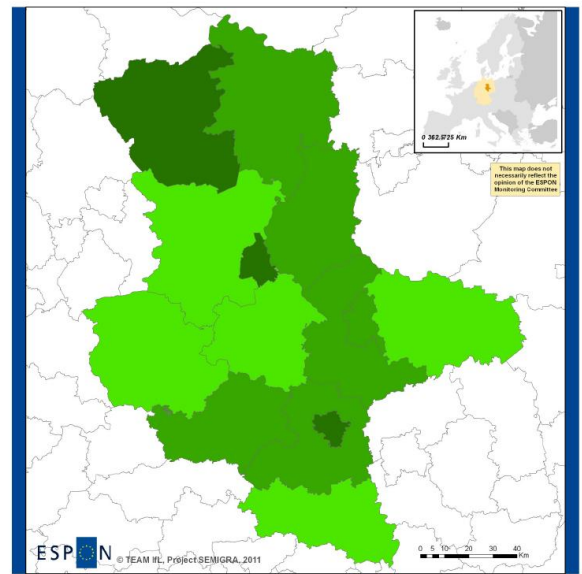 0 362.5725 Km
This map does not
necessarily reflect the
opinion of the ESPON
Monitoring Committee
ESPON © TEAM IfL, Project SEMIGRA, 2011
0 5 10 20 30 40
Km